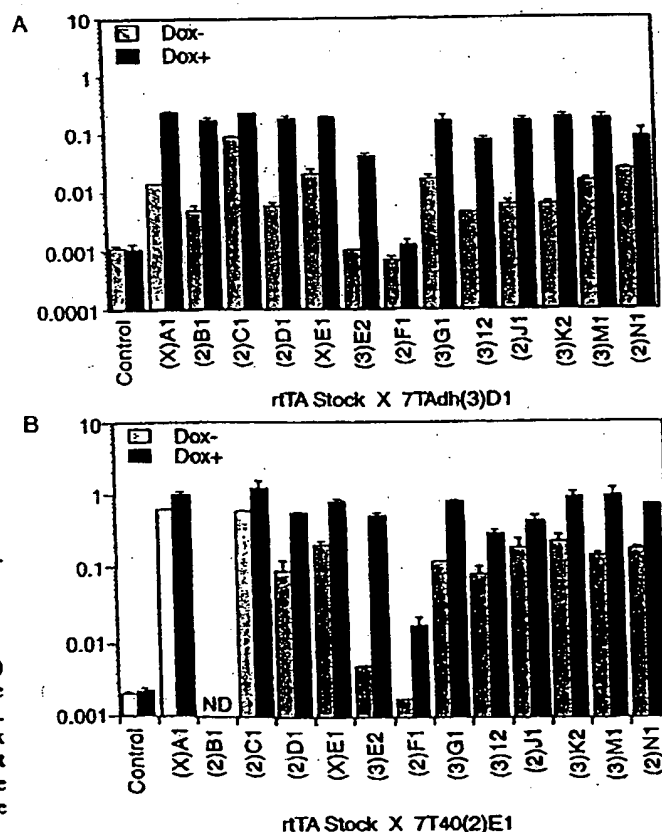 A
10
1
0.1
0.01
0.001
0.0001
Dox-
Dox+
Control
(X)A1
(2)B1
(2)C1
(2)D1
(X)E1
(3)E2
(2)F1
(3)G1
(3)12
(2)J1
(3)K2
(3)M1
(2)N1
rtTA Stock X 7TAdh(3)D1
B
10
1
0.1
0.01
0.001
Dox-
Dox+
ND
Control
(X)A1
(2)B1
(2)C1
(2)D1
(X)E1
(3)E2
(2)F1
(3)G1
(3)12
(2)J1
(3)K2
(3)M1
(2)N1
rtTA Stock X 7T40(2)E1